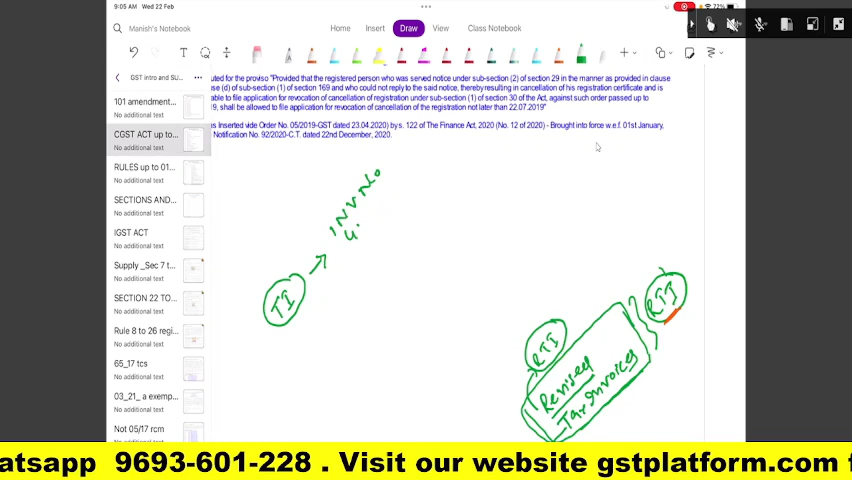 9:05 AM Wed 22 Feb
72%
Manish's Notebook
Home Insert Draw View Class Notebook
GST intro and SU...
101 amendment...
No additional text
CGST ACT up to...
No additional text
RULES up to 01...
No additional text
SECTIONS AND...
No additional text
IGST ACT
No additional text
Supply _Sec 7 t...
No additional text
SECTION 22 TO...
No additional text
Rule 8 to 26 regi...
No additional text
65_17 tcs
No additional text
03_21_ a exemp...
No additional text
Not 05/17 rcm
No additional text
uted for the proviso "Provided that the registered person who was served notice under sub-section (2) of section 29 in the manner as provided in clause
use (d) of sub-section (1) of section 169 and who could not reply to the said notice, thereby resulting in cancellation of his registration certificate and is
able to file application for revocation of cancellation of registration under sub-section (1) of section 30 of the Act, against such order passed up to
19, shall be allowed to file application for revocation of cancellation of the registration not later than 22.07.2019"
ns Inserted vide Order No. 05/2019-GST dated 23.04.2020) by s. 122 of The Finance Act, 2020 (No. 12 of 2020) - Brought into force w.e.f. 01st January,
Notification No. 92/2020-C.T. dated 22nd December, 2020.
INV No
TI
RTI
RTI
Revised
Tax Invoices
atsapp 9693-601-228 . Visit our website gstplatform.com f